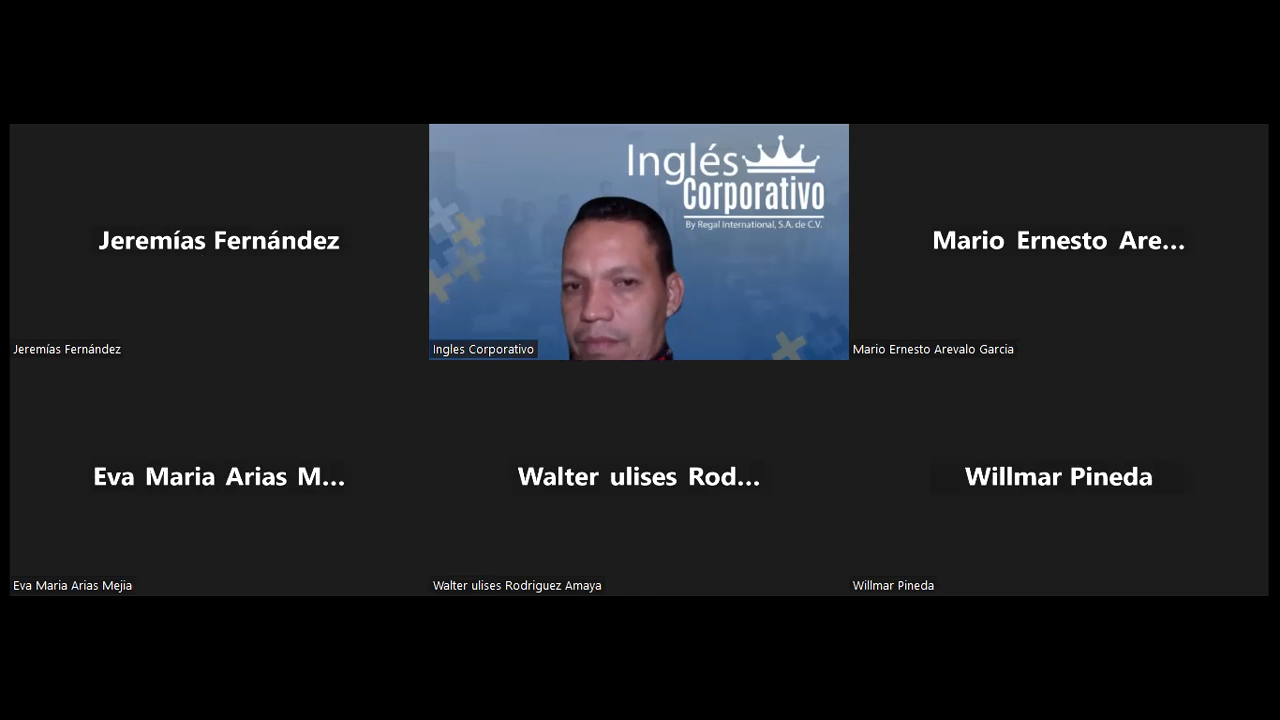 Jeremías Fernández
Jeremías Fernández
Inglés
Corporativo
By Regal International, S.A. de C.V.
Ingles Corporativo
Mario Ernesto Are...
Mario Ernesto Arevalo Garcia
Eva Maria Arias M...
Eva Maria Arias Mejia
Walter ulises Rod...
Walter ulises Rodriguez Amaya
Willmar Pineda
Willmar Pineda